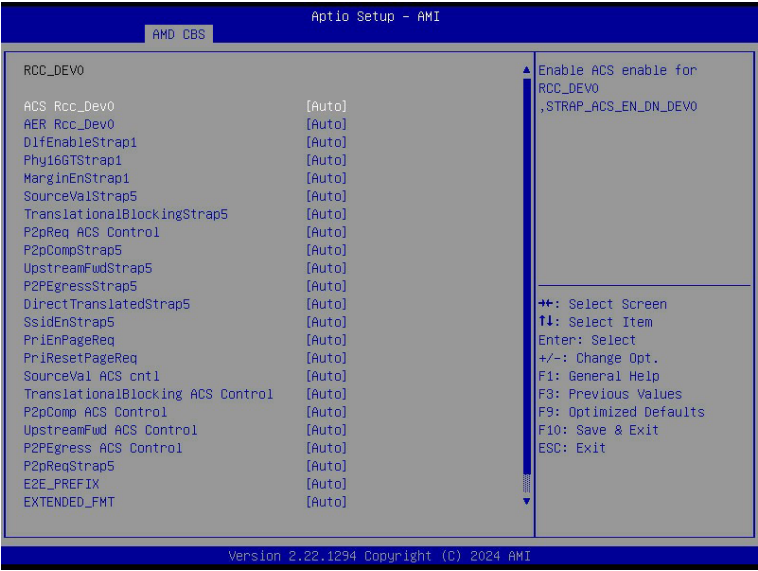 Aptio Setup – AMI
AMD CBS
RCC_DEV0
ACS Rcc_Dev0 [Auto]
AER Rcc_Dev0 [Auto]
DlfEnableStrap1 [Auto]
Phy16GTStrap1 [Auto]
MarginEnStrap1 [Auto]
SourceValStrap5 [Auto]
TranslationalBlockingStrap5 [Auto]
P2pReq ACS Control [Auto]
P2pCompStrap5 [Auto]
UpstreamFwdStrap5 [Auto]
P2PEgressStrap5 [Auto]
DirectTranslatedStrap5 [Auto]
SsidEnStrap5 [Auto]
PriEnPageReq [Auto]
PriResetPageReq [Auto]
SourceVal ACS cntl [Auto]
TranslationalBlocking ACS Control [Auto]
P2pComp ACS Control [Auto]
UpstreamFwd ACS Control [Auto]
P2PEgress ACS Control [Auto]
P2pReqStrap5 [Auto]
E2E_PREFIX [Auto]
EXTENDED_FMT [Auto]
Enable ACS enable for
RCC_DEV0
,STRAP_ACS_EN_DN_DEV0
→←: Select Screen
↑↓: Select Item
Enter: Select
+/-: Change Opt.
F1: General Help
F3: Previous Values
F9: Optimized Defaults
F10: Save & Exit
ESC: Exit
Version 2.22.1294 Copyright (C) 2024 AMI